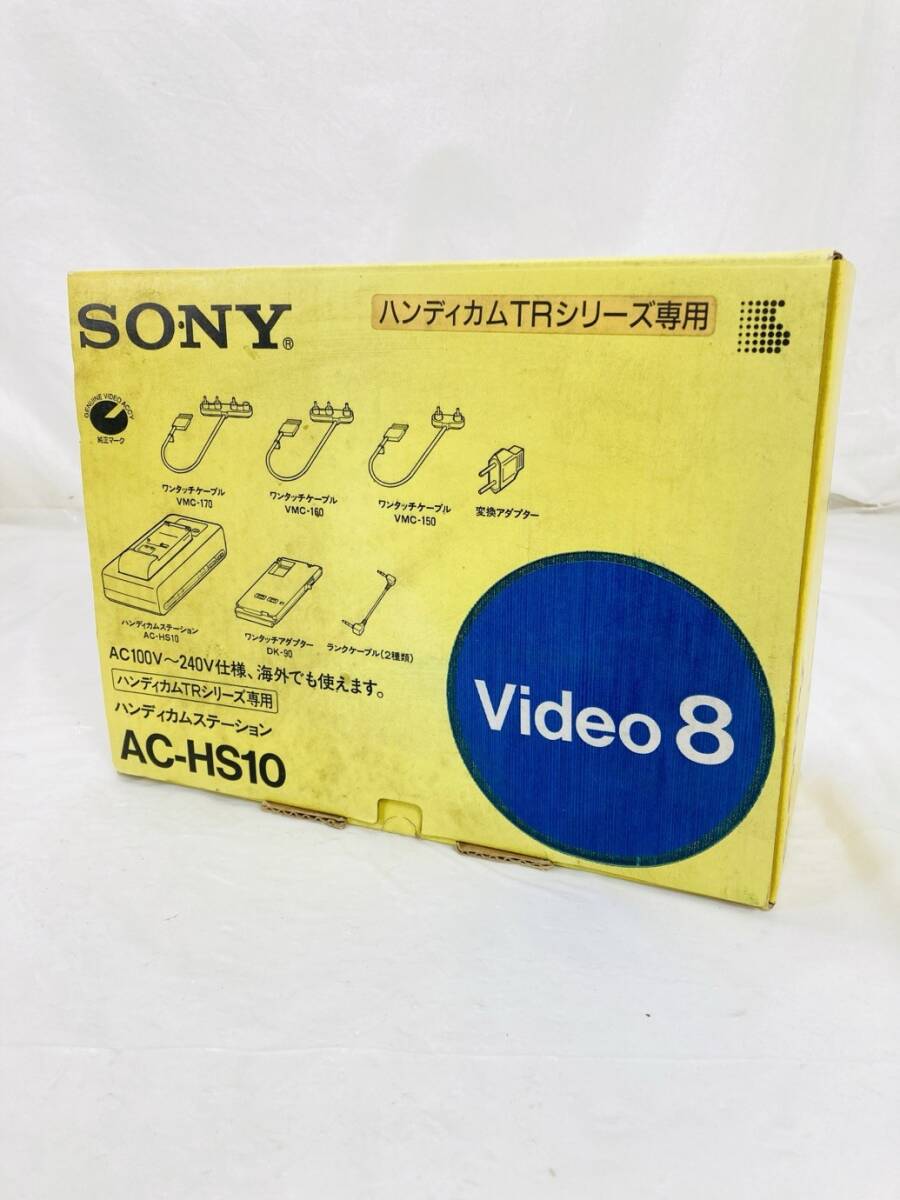 SONY®
ハンディカムTRシリーズ専用
GENUINE VIDEO ACC'Y
純正マーク
ワンタッチケーブル
VMC-170
ワンタッチケーブル
VMC-160
ワンタッチケーブル
VMC-150
変換アダプター
ハンディカムステーション
AC-HS10
ワンタッチアダプター
DK-90
ランクケーブル(2種類)
AC100V〜240V仕様、海外でも使えます。
ハンディカムTRシリーズ専用
ハンディカムステーション
AC-HS10
Video 8